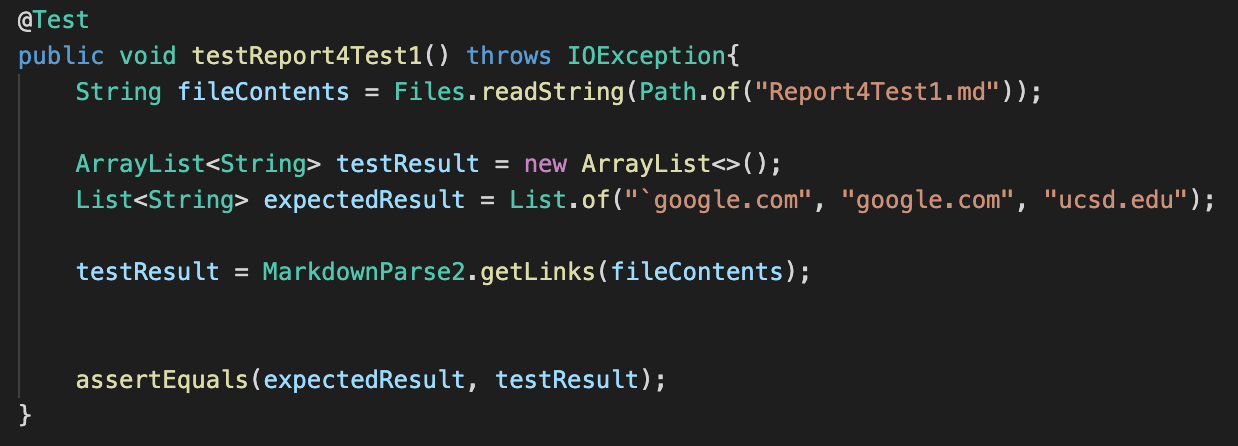 @Test
public void testReport4Test1() throws IOException{
    String fileContents = Files.readString(Path.of("Report4Test1.md"));
    ArrayList<String> testResult = new ArrayList<>();
    List<String> expectedResult = List.of("`google.com", "google.com", "ucsd.edu");
    testResult = MarkdownParse2.getLinks(fileContents);
    assertEquals(expectedResult, testResult);
}